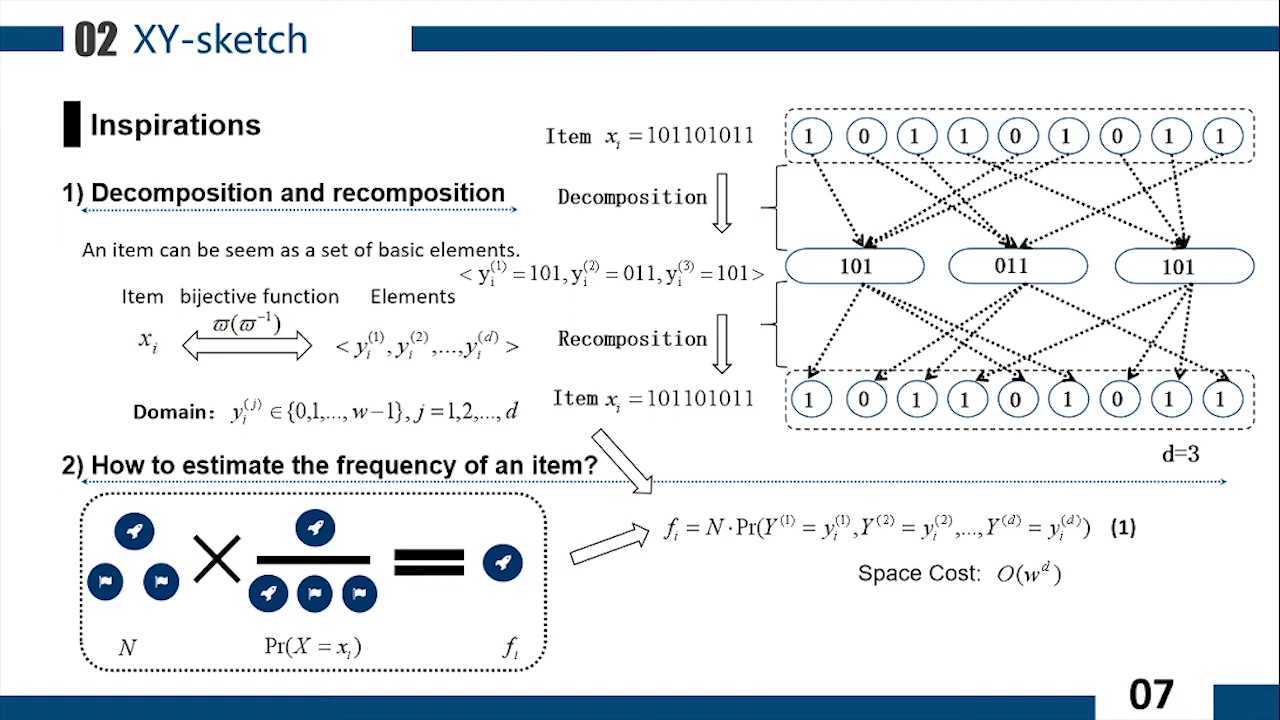 02 XY-sketch
Inspirations
1) Decomposition and recomposition
An item can be seem as a set of basic elements.
Item bijective function Elements
x_i ϖ(ϖ^{-1}) < y_i^{(1)}, y_i^{(2)},..., y_i^{(d)} >
Domain: y_i^{(j)} ∈{0,1,..., w−1}, j =1,2,..., d
Item x_i =101101011
Decomposition
< y_i^{(1)} =101, y_i^{(2)} = 011, y_i^{(3)} =101>
Recomposition
Item x_i =101101011
1 0 1 1 0 1 0 1 1
101 011 101
1 0 1 1 0 1 0 1 1
d=3
2) How to estimate the frequency of an item?
N Pr(X = x_i) f_i
f_i = N·Pr(Y^{(1)} = y_i^{(1)}, Y^{(2)} = y_i^{(2)},..., Y^{(d)} = y_i^{(d)}) (1)
Space Cost: O(w^d)
07